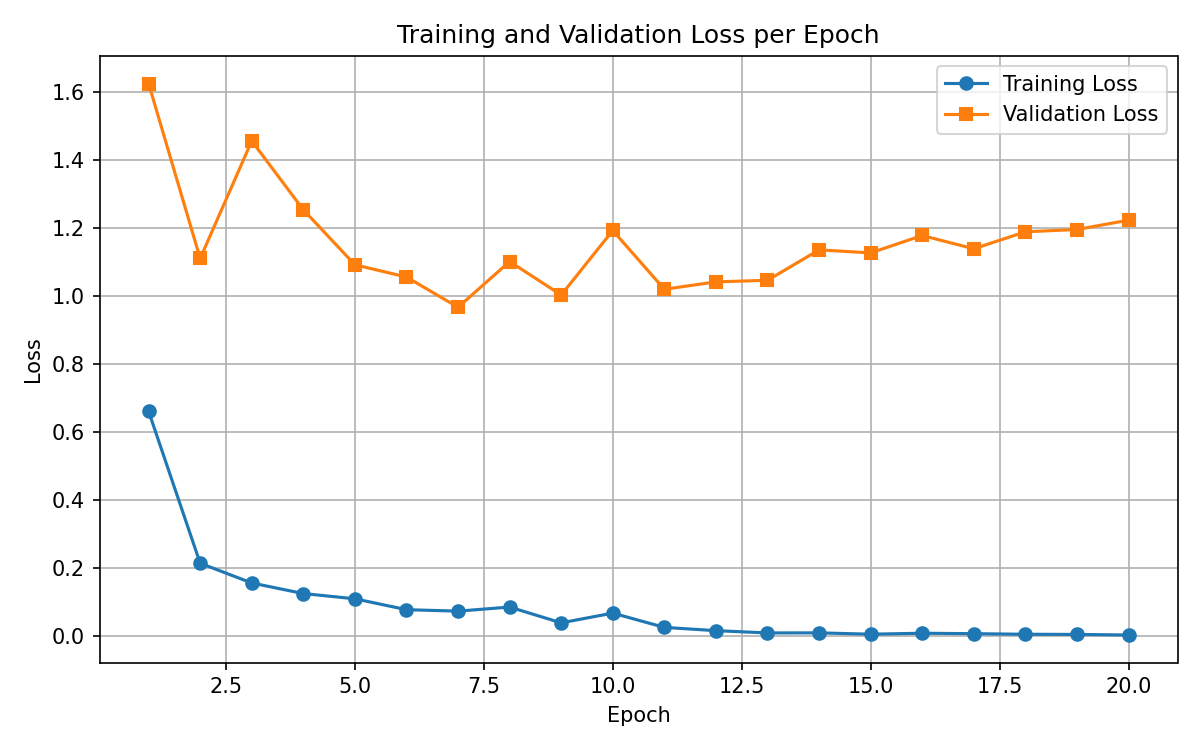 Training and Validation Loss per Epoch
Training Loss
Validation Loss
Loss
1.6
1.4
1.2
1.0
0.8
0.6
0.4
0.2
0.0
2.5 5.0 7.5 10.0 12.5 15.0 17.5 20.0
Epoch